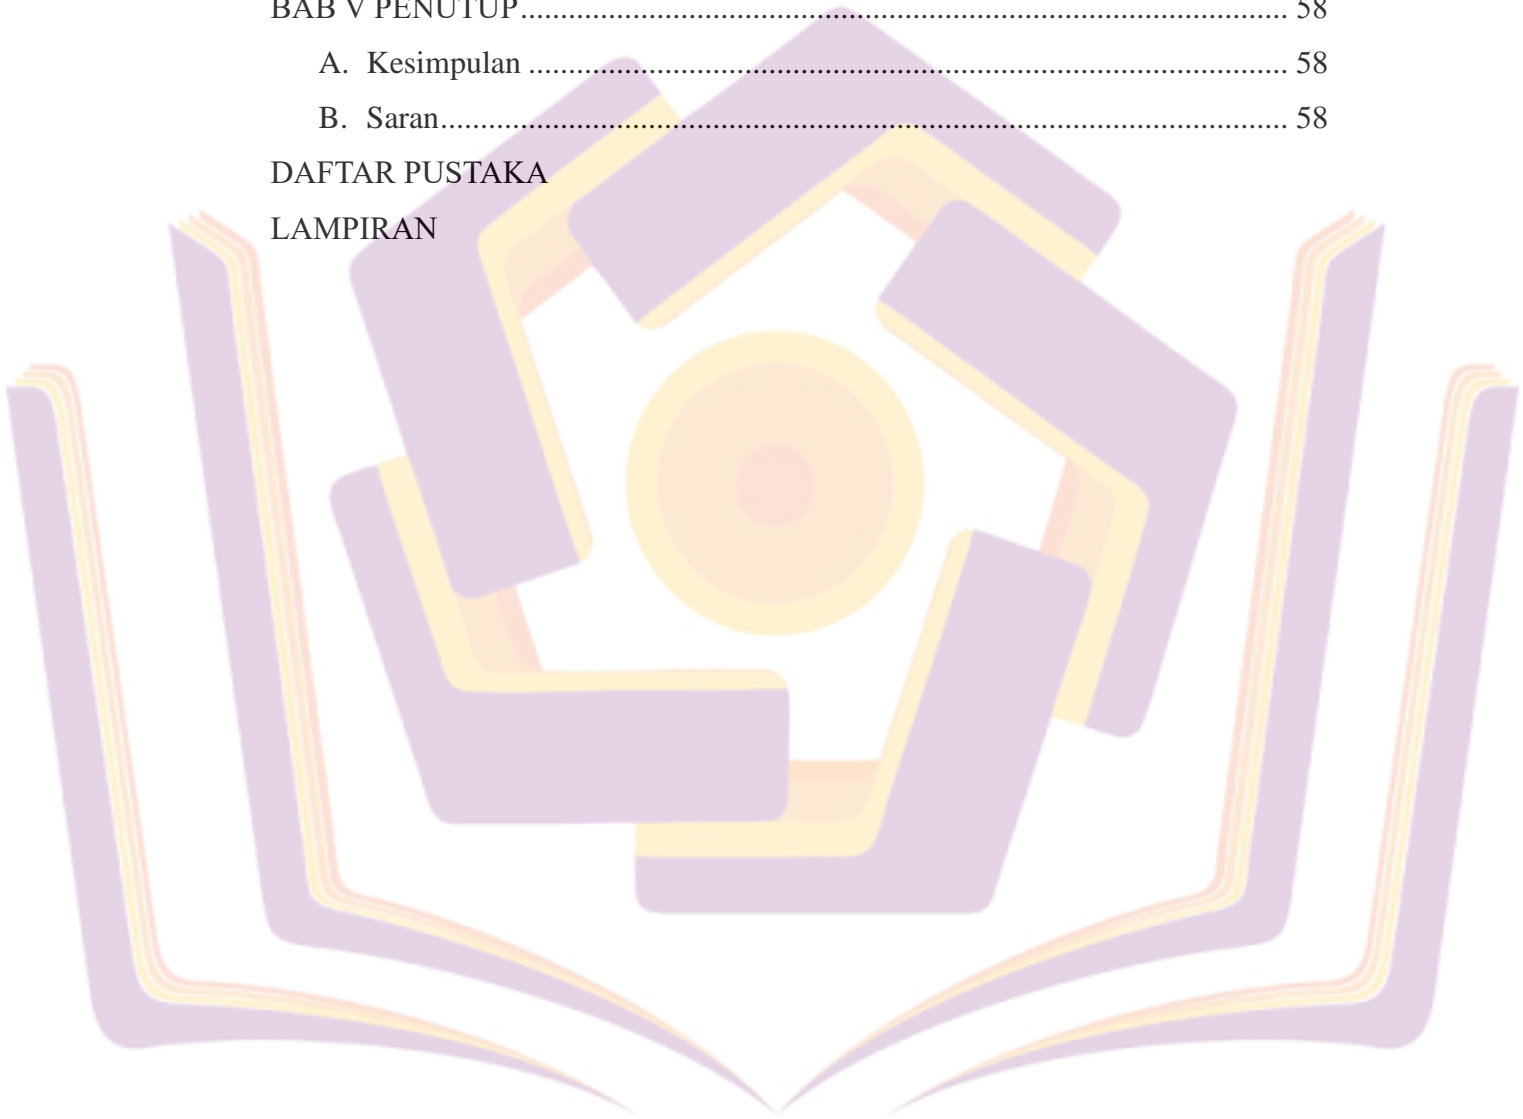 BAB V PENUTUP................................................................................................ 58
A. Kesimpulan ............................................................................................... 58
B. Saran.......................................................................................................... 58
DAFTAR PUSTAKA
LAMPIRAN